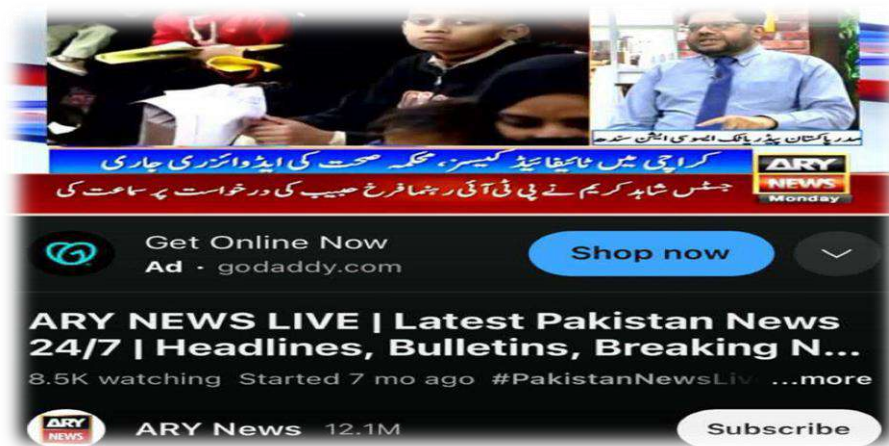 صدر پاکستان پیڈریاٹک ایسوسی ایشن سندھ
کراچی میں ٹائیفائیڈ کیسز، محکمہ صحت کی ایڈوائزری جاری
ARY
NEWS
Monday
جسٹس شاہد کریم نے پی ٹی آئی رہنما فرخ حبیب کی درخواست پر سماعت کی
Get Online Now
Ad · godaddy.com
Shop now
ARY NEWS LIVE | Latest Pakistan News
24/7 | Headlines, Bulletins, Breaking N...
8.5K watching Started 7 mo ago #PakistanNewsLiv ...more
ARY
NEWS
ARY News 12.1M
Subscribe